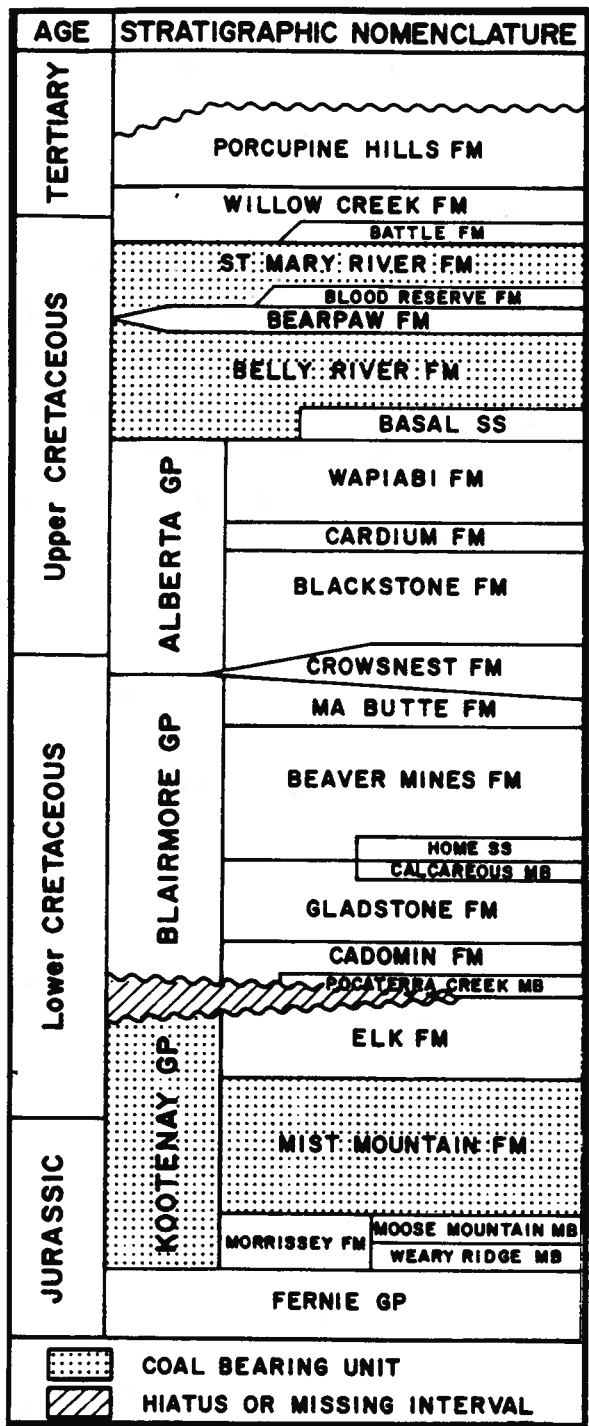 AGE
STRATIGRAPHIC NOMENCLATURE
TERTIARY
PORCUPINE HILLS FM
WILLOW CREEK FM
BATTLE FM
Upper CRETACEOUS
ST MARY RIVER FM
BLOOD RESERVE FM
BEARPAW FM
BELLY RIVER FM
BASAL SS
ALBERTA GP
WAPIABI FM
CARDIUM FM
BLACKSTONE FM
CROWSNEST FM
Lower CRETACEOUS
BLAIRMORE GP
MA BUTTE FM
BEAVER MINES FM
HOME SS
CALCAREOUS MB
GLADSTONE FM
CADOMIN FM
POCATERRA CREEK MB
KOOTENAY GP
ELK FM
MIST MOUNTAIN FM
JURASSIC
MORRISSEY FM
MOOSE MOUNTAIN MB
WEARY RIDGE MB
FERNIE GP
COAL BEARING UNIT
HIATUS OR MISSING INTERVAL